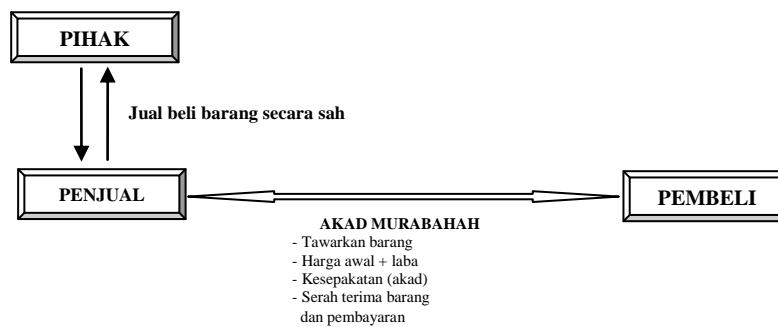 PIHAK
Jual beli barang secara sah
PENJUAL
PEMBELI
AKAD MURABAHAH
- Tawarkan barang
- Harga awal + laba
- Kesepakatan (akad)
- Serah terima barang
dan pembayaran